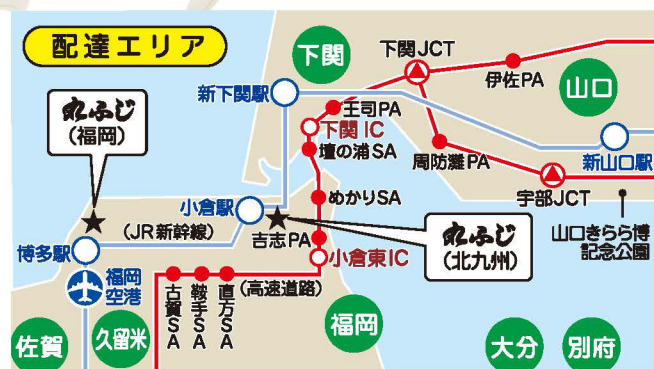 配達エリア
下関
下関JCT
伊佐PA
山口
新下関駅
王司PA
下関IC
壇の浦SA
周防灘PA
新山口駅
宇部JCT
丸ふじ
(福岡)
めかりSA
小倉駅
(JR新幹線)
吉志PA
丸ふじ
(北九州)
山口きらら博
記念公園
博多駅
小倉東IC
福岡
空港
古賀SA
鞍手SA
直方SA
(高速道路)
福岡
佐賀
久留米
大分
別府